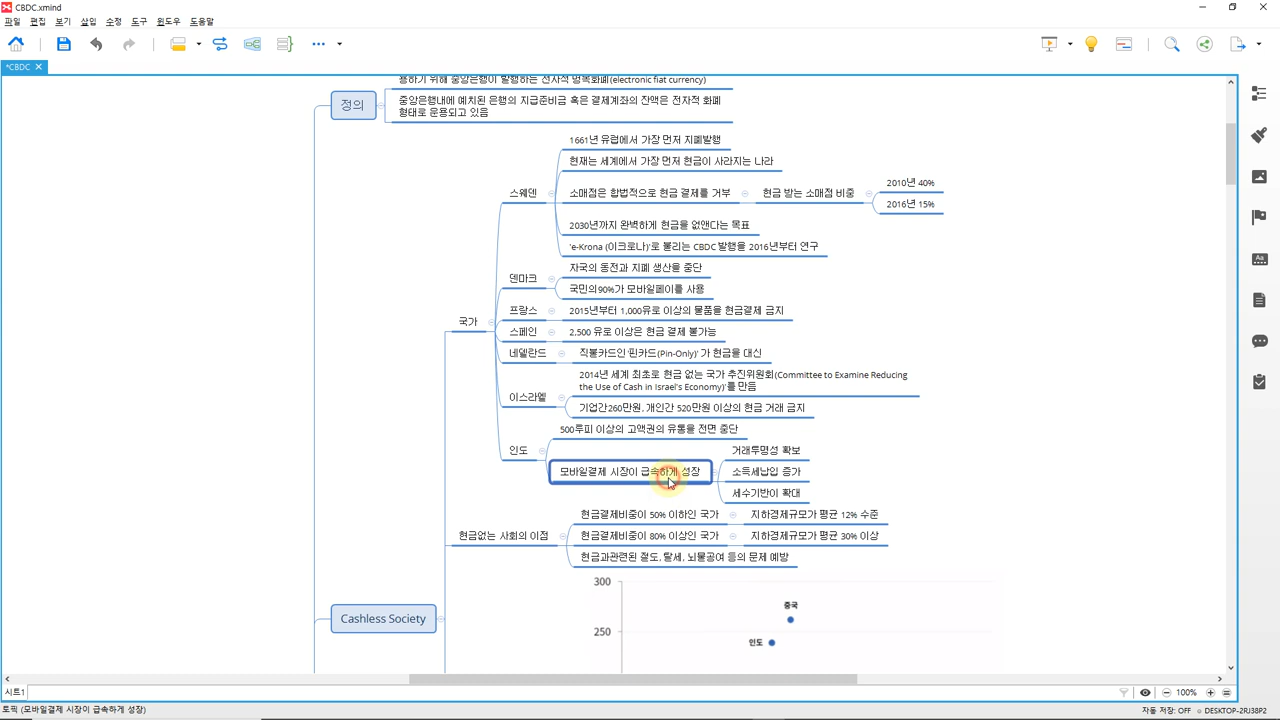 CBDC.xmind
파일 편집 보기 삽입 수정 도구 윈도우 도움말
*CBDC
용하기 위해 중앙은행이 발행하는 전자적 명목화폐(electronic fiat currency)
정의
중앙은행내에 예치된 은행의 지급준비금 혹은 결제계좌의 잔액은 전자적 화폐
형태로 운용되고 있음
1661년 유럽에서 가장 먼저 지폐발행
현재는 세계에서 가장 먼저 현금이 사라지는 나라
스웨덴
소매점은 합법적으로 현금 결제를 거부
현금 받는 소매점 비중
2010년 40%
2016년 15%
2030년까지 완벽하게 현금을 없앤다는 목표
'e-Krona (이크로나)'로 불리는 CBDC 발행을 2016년부터 연구
덴마크
자국의 동전과 지폐 생산을 중단
국민의90%가 모바일페이를 사용
국가
프랑스
2015년부터 1,000유로 이상의 물품을 현금결제 금지
스페인
2,500 유로 이상은 현금 결제 불가능
네델란드
직불카드인'핀카드(Pin-Only)' 가 현금을 대신
이스라엘
2014년 세계 최초로 현금 없는 국가 추진위원회(Committee to Examine Reducing
the Use of Cash in Israel's Economy)'를 만듬
기업간260만원, 개인간 520만원 이상의 현금 거래 금지
인도
500루피 이상의 고액권의 유통을 전면 중단
모바일결제 시장이 급속하게 성장
거래투명성 확보
소득세납입 증가
세수기반이 확대
현금없는 사회의 이점
현금결제비중이 50% 이하인 국가
지하경제규모가 평균 12% 수준
현금결제비중이 80% 이상인 국가
지하경제규모가 평균 30% 이상
현금과관련된 절도, 탈세, 뇌물공여 등의 문제 예방
Cashless Society
300
중국
250
인도
시트1
100%
토픽 (모바일결제 시장이 급속하게 성장)
자동 저장: OFF
DESKTOP-2RJ38P2